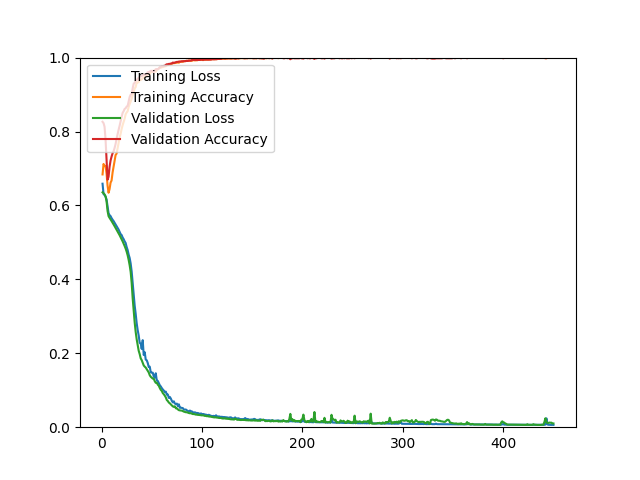 1.0
0.8
0.6
0.4
0.2
0.0
Training Loss
Training Accuracy
Validation Loss
Validation Accuracy
0 100 200 300 400